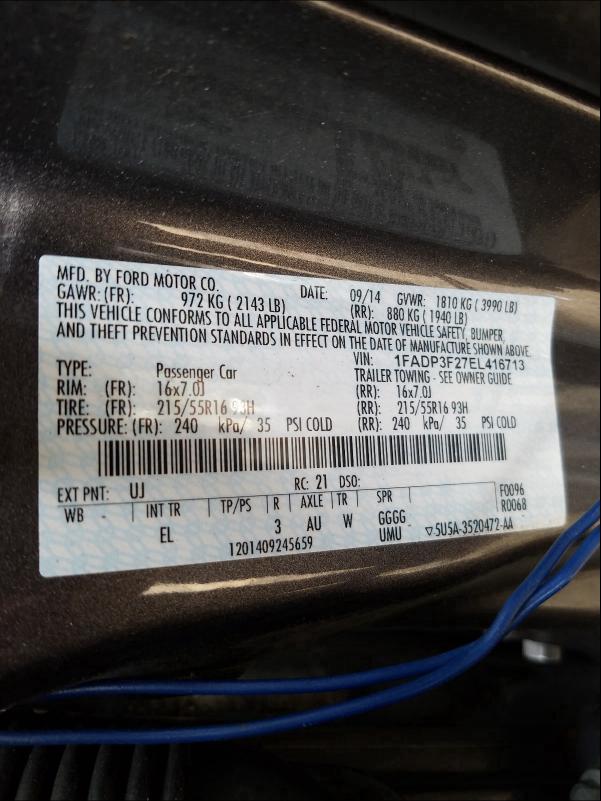 MFD. BY FORD MOTOR CO.
DATE: 09/14 GVWR: 1810 KG ( 3990 LB)
GAWR: (FR): 972 KG ( 2143 LB) (RR): 880 KG ( 1940 LB)
THIS VEHICLE CONFORMS TO ALL APPLICABLE FEDERAL MOTOR VEHICLE SAFETY, BUMPER,
AND THEFT PREVENTION STANDARDS IN EFFECT ON THE DATE OF MANUFACTURE SHOWN ABOVE.
VIN: 1FADP3F27EL416713
TYPE: Passenger Car TRAILER TOWING - SEE OWNER GUIDE
RIM: (FR): 16x7.0J (RR): 16x7.0J
TIRE: (FR): 215/55R16 93H (RR): 215/55R16 93H
PRESSURE: (FR): 240 kPa/ 35 PSI COLD (RR): 240 kPa/ 35 PSI COLD
EXT PNT: UJ RC: 21 DSO: F0096
WB INT TR TP/PS R AXLE TR SPR R0068
- EL 3 AU W GGGG
1201409245659 UMU ▽5U5A-3520472-AA